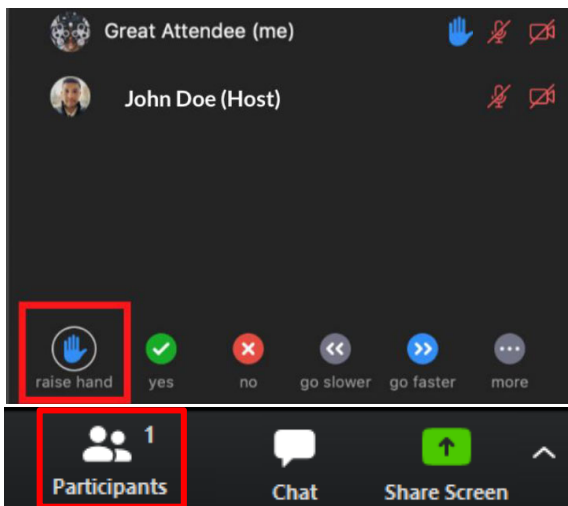 Great Attendee (me)
John Doe (Host)
raise hand yes no go slower go faster more
1
Participants Chat Share Screen